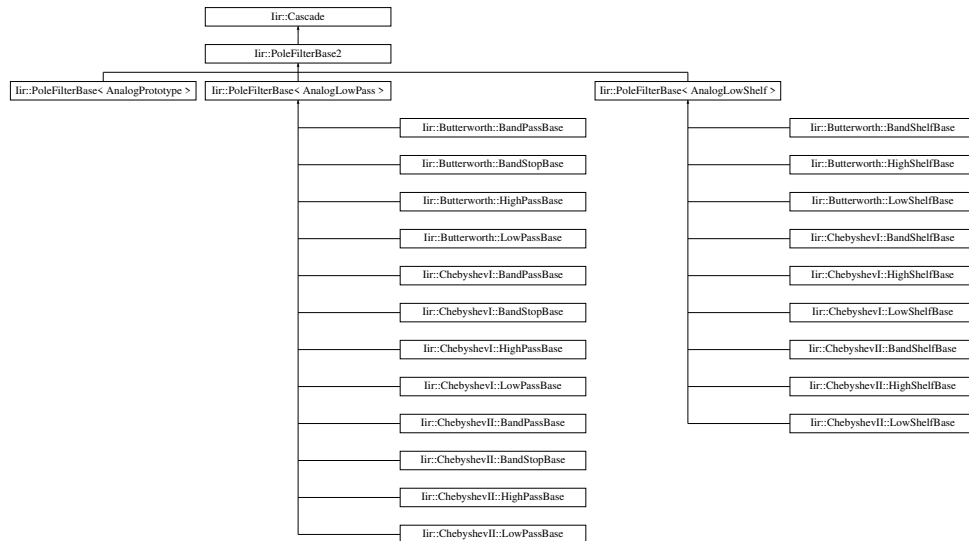 Iir::Cascade
Iir::PoleFilterBase2
Iir::PoleFilterBase< AnalogPrototype >
Iir::PoleFilterBase< AnalogLowPass >
Iir::PoleFilterBase< AnalogLowShelf >
Iir::Butterworth::BandPassBase
Iir::Butterworth::BandShelfBase
Iir::Butterworth::BandStopBase
Iir::Butterworth::HighShelfBase
Iir::Butterworth::HighPassBase
Iir::Butterworth::LowShelfBase
Iir::Butterworth::LowPassBase
Iir::ChebyshevI::BandShelfBase
Iir::ChebyshevI::BandPassBase
Iir::ChebyshevI::HighShelfBase
Iir::ChebyshevI::BandStopBase
Iir::ChebyshevI::LowShelfBase
Iir::ChebyshevI::HighPassBase
Iir::ChebyshevII::BandShelfBase
Iir::ChebyshevI::LowPassBase
Iir::ChebyshevII::HighShelfBase
Iir::ChebyshevII::BandPassBase
Iir::ChebyshevII::LowShelfBase
Iir::ChebyshevII::BandStopBase
Iir::ChebyshevII::HighPassBase
Iir::ChebyshevII::LowPassBase